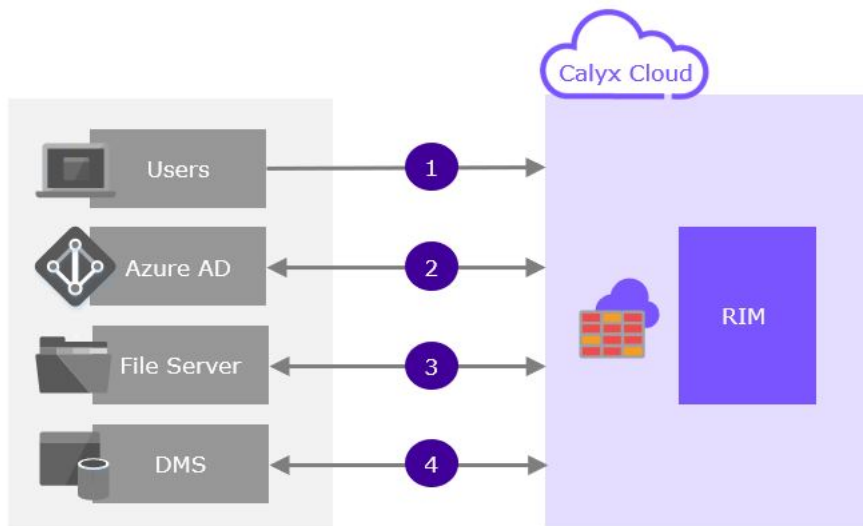 Calyx Cloud
Users
1
Azure AD
2
File Server
3
DMS
4
RIM